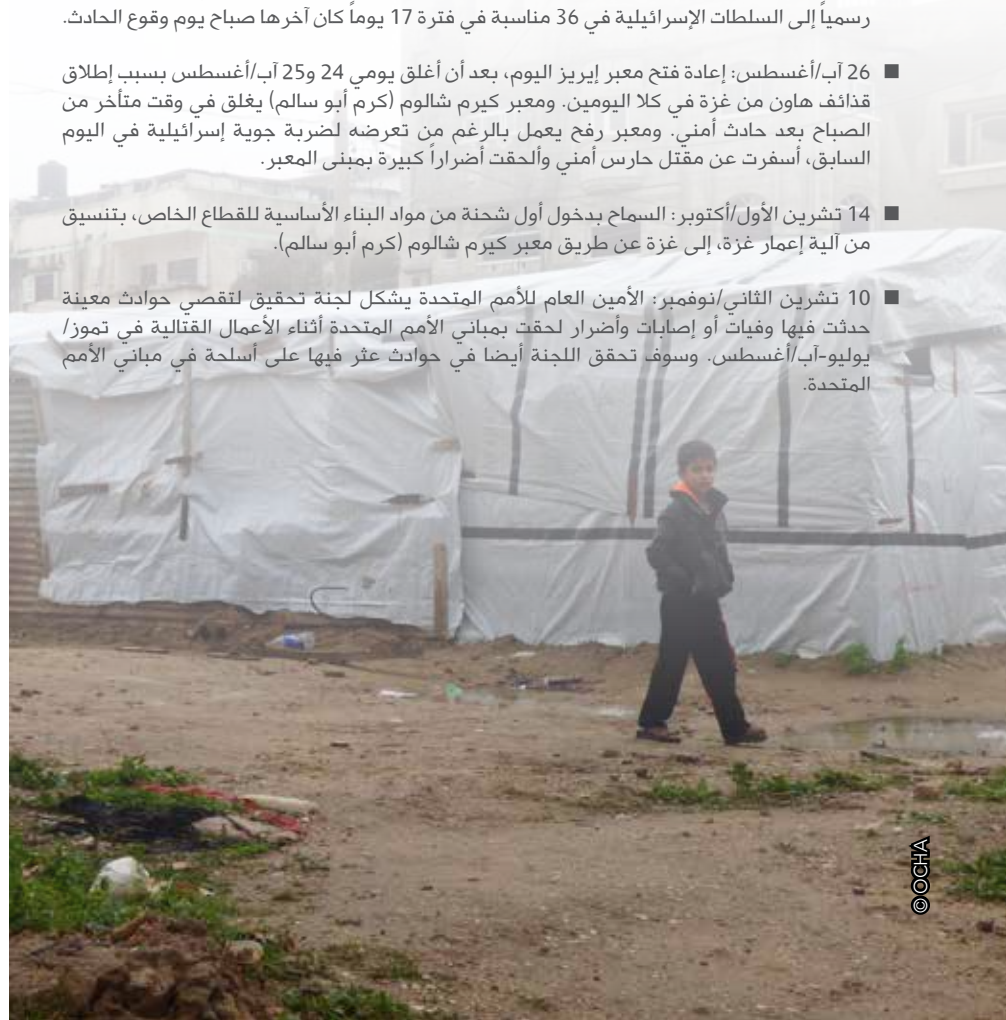 رسمياً إلى السلطات الإسرائيلية في 36 مناسبة في فترة 17 يوماً كان آخرها صباح يوم وقوع الحادث.
■ 26 آب/أغسطس: إعادة فتح معبر إيريز اليوم، بعد أن أغلق يومي 24 و25 آب/أغسطس بسبب إطلاق
قذائف هاون من غزة في كلا اليومين. ومعبر كيرم شالوم (كرم أبو سالم) يغلق في وقت متأخر من
الصباح بعد حادث أمني. ومعبر رفح يعمل بالرغم من تعرضه لضربة جوية إسرائيلية في اليوم
السابق، أسفرت عن مقتل حارس أمني وألحقت أضراراً كبيرة بمبنى المعبر.
■ 14 تشرين الأول/أكتوبر: السماح بدخول أول شحنة من مواد البناء الأساسية للقطاع الخاص، بتنسيق
من آلية إعمار غزة، إلى غزة عن طريق معبر كيرم شالوم (كرم أبو سالم).
■ 10 تشرين الثاني/نوفمبر: الأمين العام للأمم المتحدة يشكل لجنة تحقيق لتقصي حوادث معينة
حدثت فيها وفيات أو إصابات وأضرار لحقت بمباني الأمم المتحدة أثناء الأعمال القتالية في تموز/
يوليو-آب/أغسطس. وسوف تحقق اللجنة أيضا في حوادث عثر فيها على أسلحة في مباني الأمم
المتحدة.
© OCHA